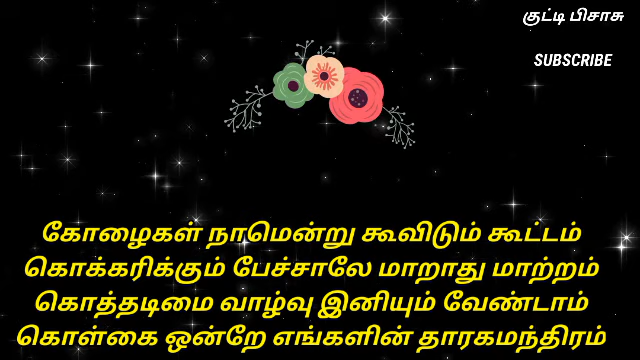 குட்டி பிசாசு
SUBSCRIBE
கோழைகள் நாமென்று கூவிடும் கூட்டம்
கொக்கரிக்கும் பேச்சாலே மாறாது மாற்றம்
கொத்தடிமை வாழ்வு இனியும் வேண்டாம்
கொள்கை ஒன்றே எங்களின் தாரகமந்திரம்